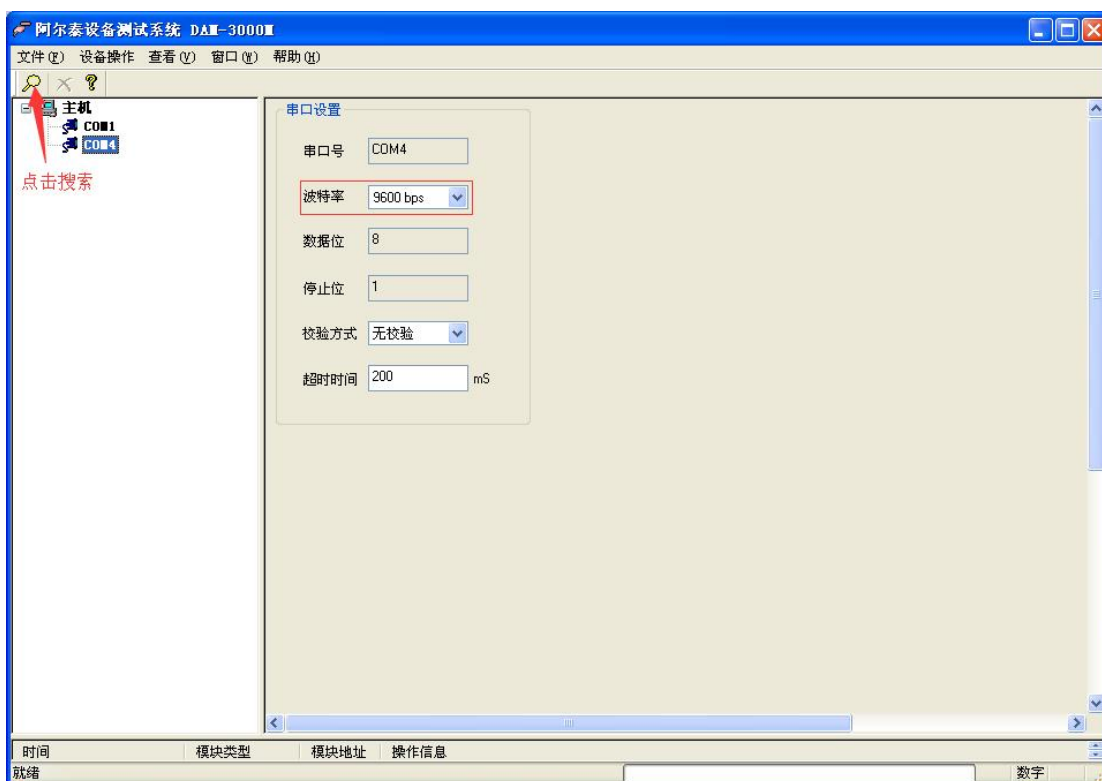 阿尔泰设备测试系统 DAM-3000M
文件(F) 设备操作 查看(V) 窗口(W) 帮助(H)
主机
COM1
COM4
点击搜索
串口设置
串口号 COM4
波特率 9600 bps
数据位 8
停止位 1
校验方式 无校验
超时时间 200 mS
时间 模块类型 模块地址 操作信息
就绪 数字